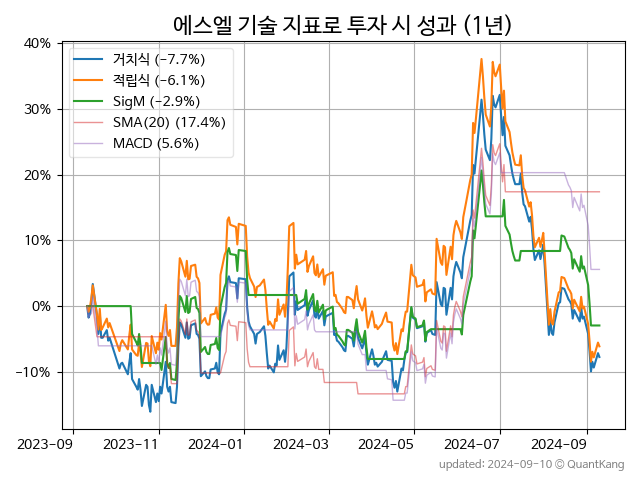 에스엘 기술 지표로 투자 시 성과 (1년)
40%
30%
20%
10%
0%
−10%
거치식 (−7.7%)
적립식 (−6.1%)
SigM (−2.9%)
SMA(20) (17.4%)
MACD (5.6%)
2023-09
2023-11
2024-01
2024-03
2024-05
2024-07
2024-09
updated: 2024-09-10 © QuantKang